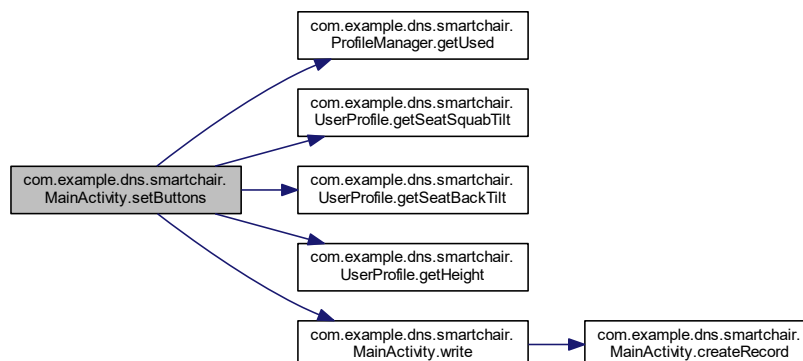 com.example.dns.smartchair.
ProfileManager.getUsed
com.example.dns.smartchair.
UserProfile.getSeatSquabTilt
com.example.dns.smartchair.
MainActivity.setButtons
com.example.dns.smartchair.
UserProfile.getSeatBackTilt
com.example.dns.smartchair.
UserProfile.getHeight
com.example.dns.smartchair.
MainActivity.write
com.example.dns.smartchair.
MainActivity.createRecord